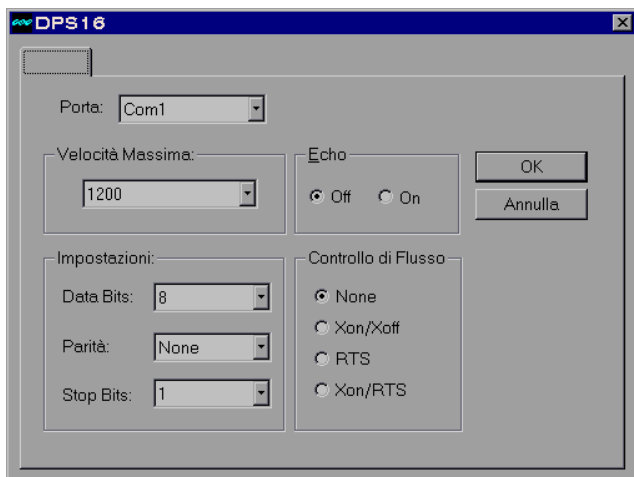 DPS16
Porta: Com1
Velocità Massima:
1200
Echo
Off On
OK
Annulla
Impostazioni:
Data Bits: 8
Parità: None
Stop Bits: 1
Controllo di Flusso
None
Xon/Xoff
RTS
Xon/RTS